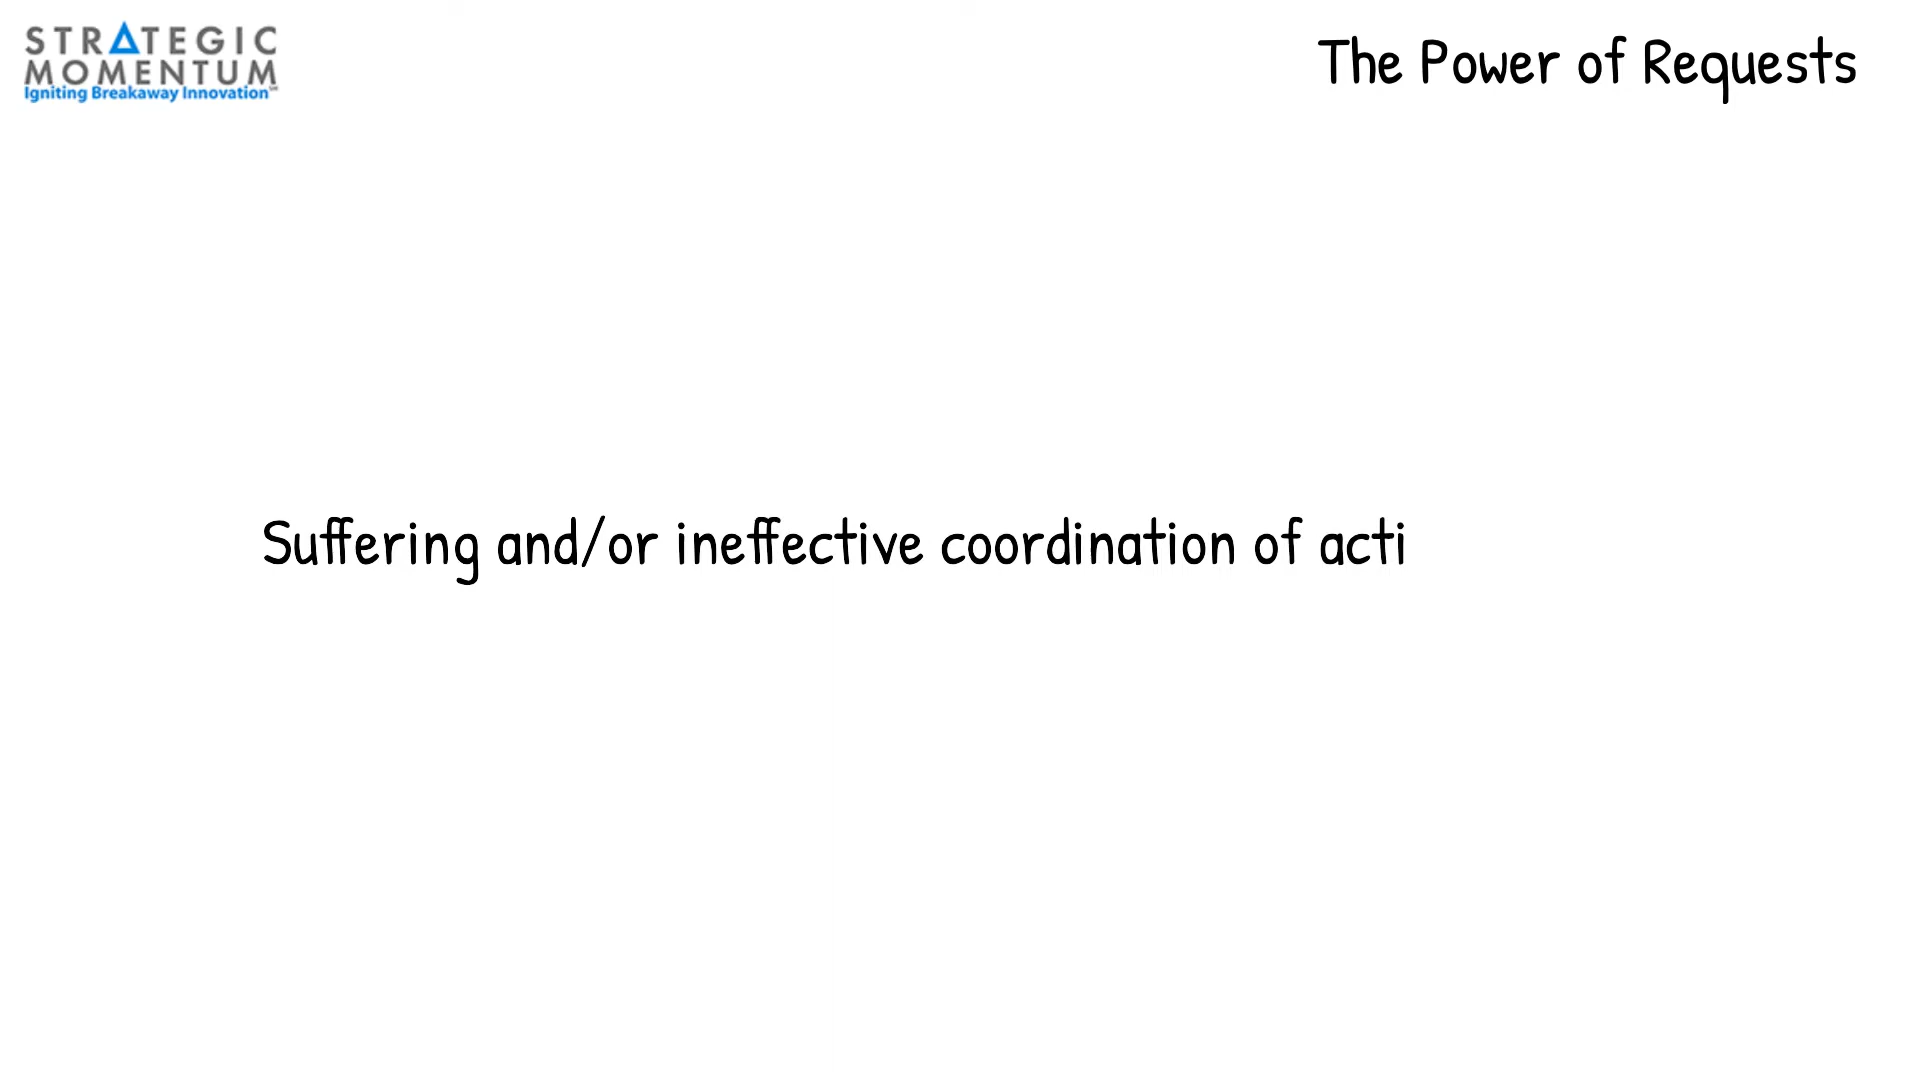 STRATEGIC
MOMENTUM
Igniting Breakaway Innovation
The Power of Requests
Suffering and/or ineffective coordination of acti